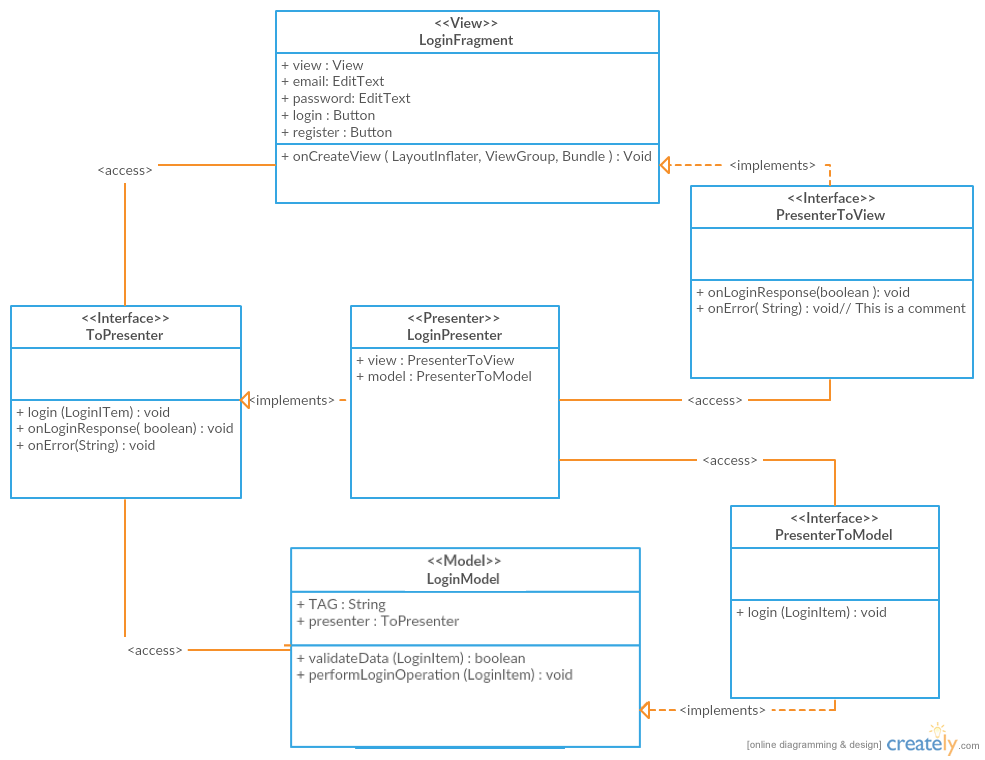 <<View>>
LoginFragment
+ view : View
+ email: EditText
+ password: EditText
+ login : Button
+ register : Button
+ onCreateView ( LayoutInflater, ViewGroup, Bundle ) : Void
<access>
<implements>
<<Interface>>
PresenterToView
+ onLoginResponse(boolean ): void
+ onError( String) : void// This is a comment
<<Interface>>
ToPresenter
+ login (LoginITem) : void
+ onLoginResponse( boolean) : void
+ onError(String) : void
<implements>
<<Presenter>>
LoginPresenter
+ view : PresenterToView
+ model : PresenterToModel
<access>
<access>
<<Interface>>
PresenterToModel
+ login (LoginItem) : void
<<Model>>
LoginModel
+ TAG : String
+ presenter : ToPresenter
+ validateData (LoginItem) : boolean
+ performLoginOperation (LoginItem) : void
<access>
<implements>
[online diagramming & design] creately.com